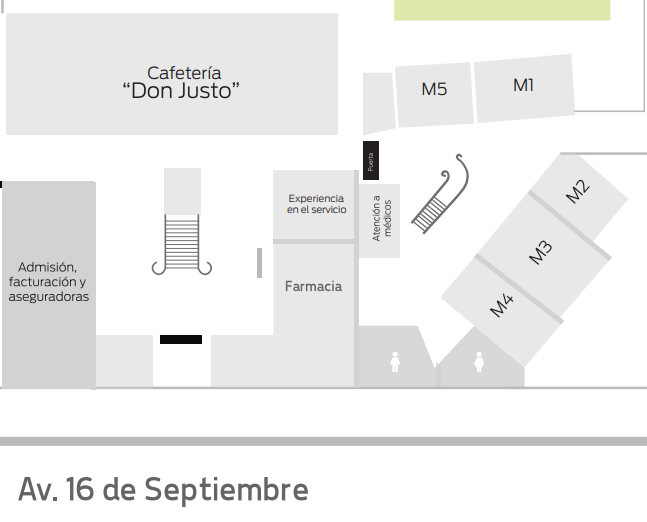 Cafetería
“Don Justo”
M5
M1
Puerta
M2
Experiencia
en el servicio
Atención a
médicos
M3
Admisión,
facturación y
aseguradoras
Farmacia
M4
Av. 16 de Septiembre